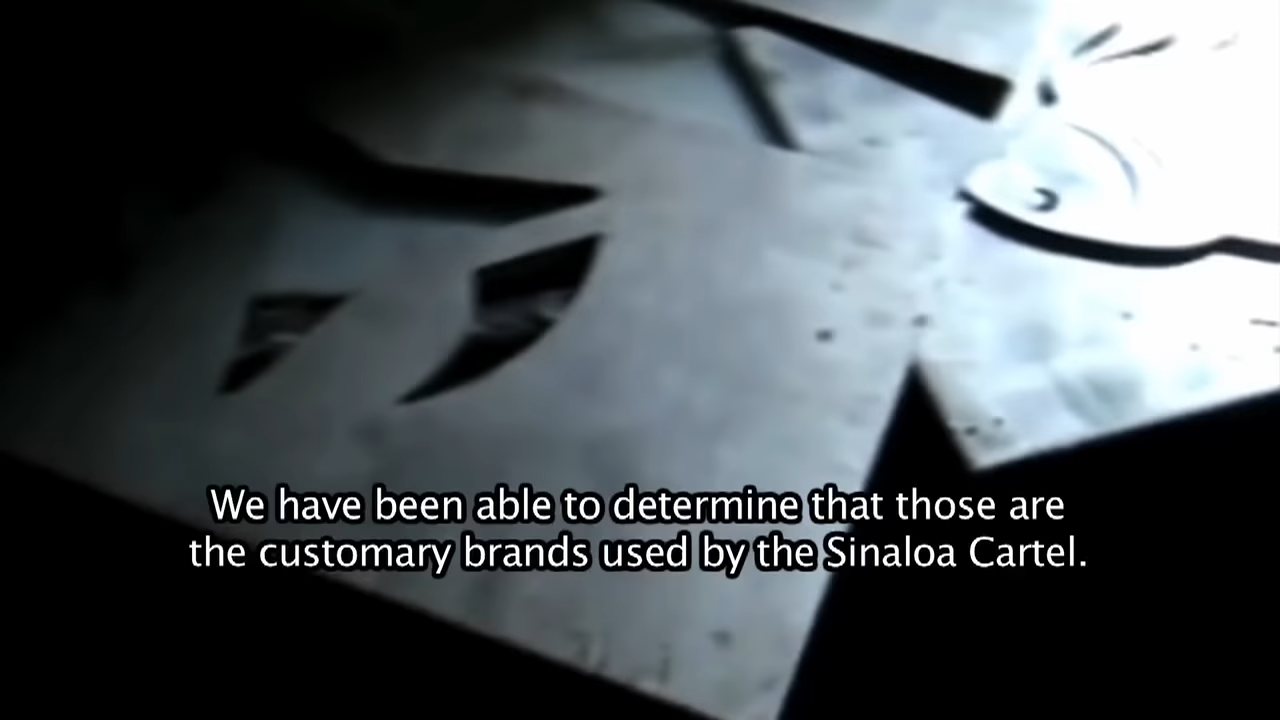 We have been able to determine that those are
the customary brands used by the Sinaloa Cartel.